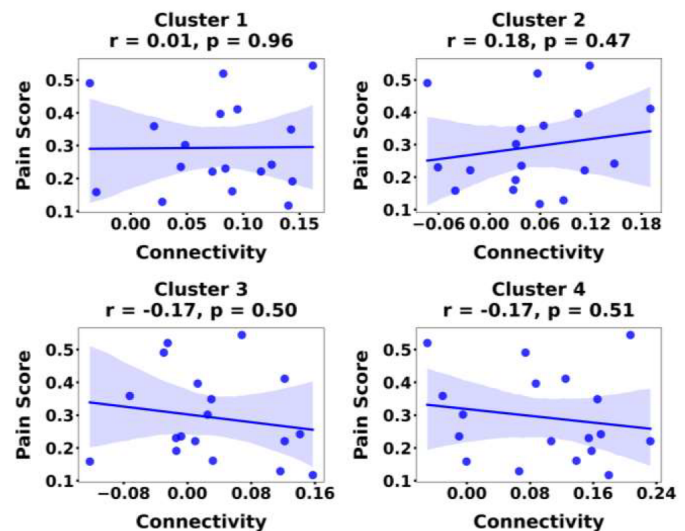 Cluster 1
r = 0.01, p = 0.96
Pain Score
0.5
0.4
0.3
0.2
0.1
0.00 0.05 0.10 0.15
Connectivity
Cluster 2
r = 0.18, p = 0.47
Pain Score
0.5
0.4
0.3
0.2
0.1
−0.06 0.00 0.06 0.12 0.18
Connectivity
Cluster 3
r = -0.17, p = 0.50
Pain Score
0.5
0.4
0.3
0.2
0.1
−0.08 0.00 0.08 0.16
Connectivity
Cluster 4
r = -0.17, p = 0.51
Pain Score
0.5
0.4
0.3
0.2
0.1
0.00 0.08 0.16 0.24
Connectivity